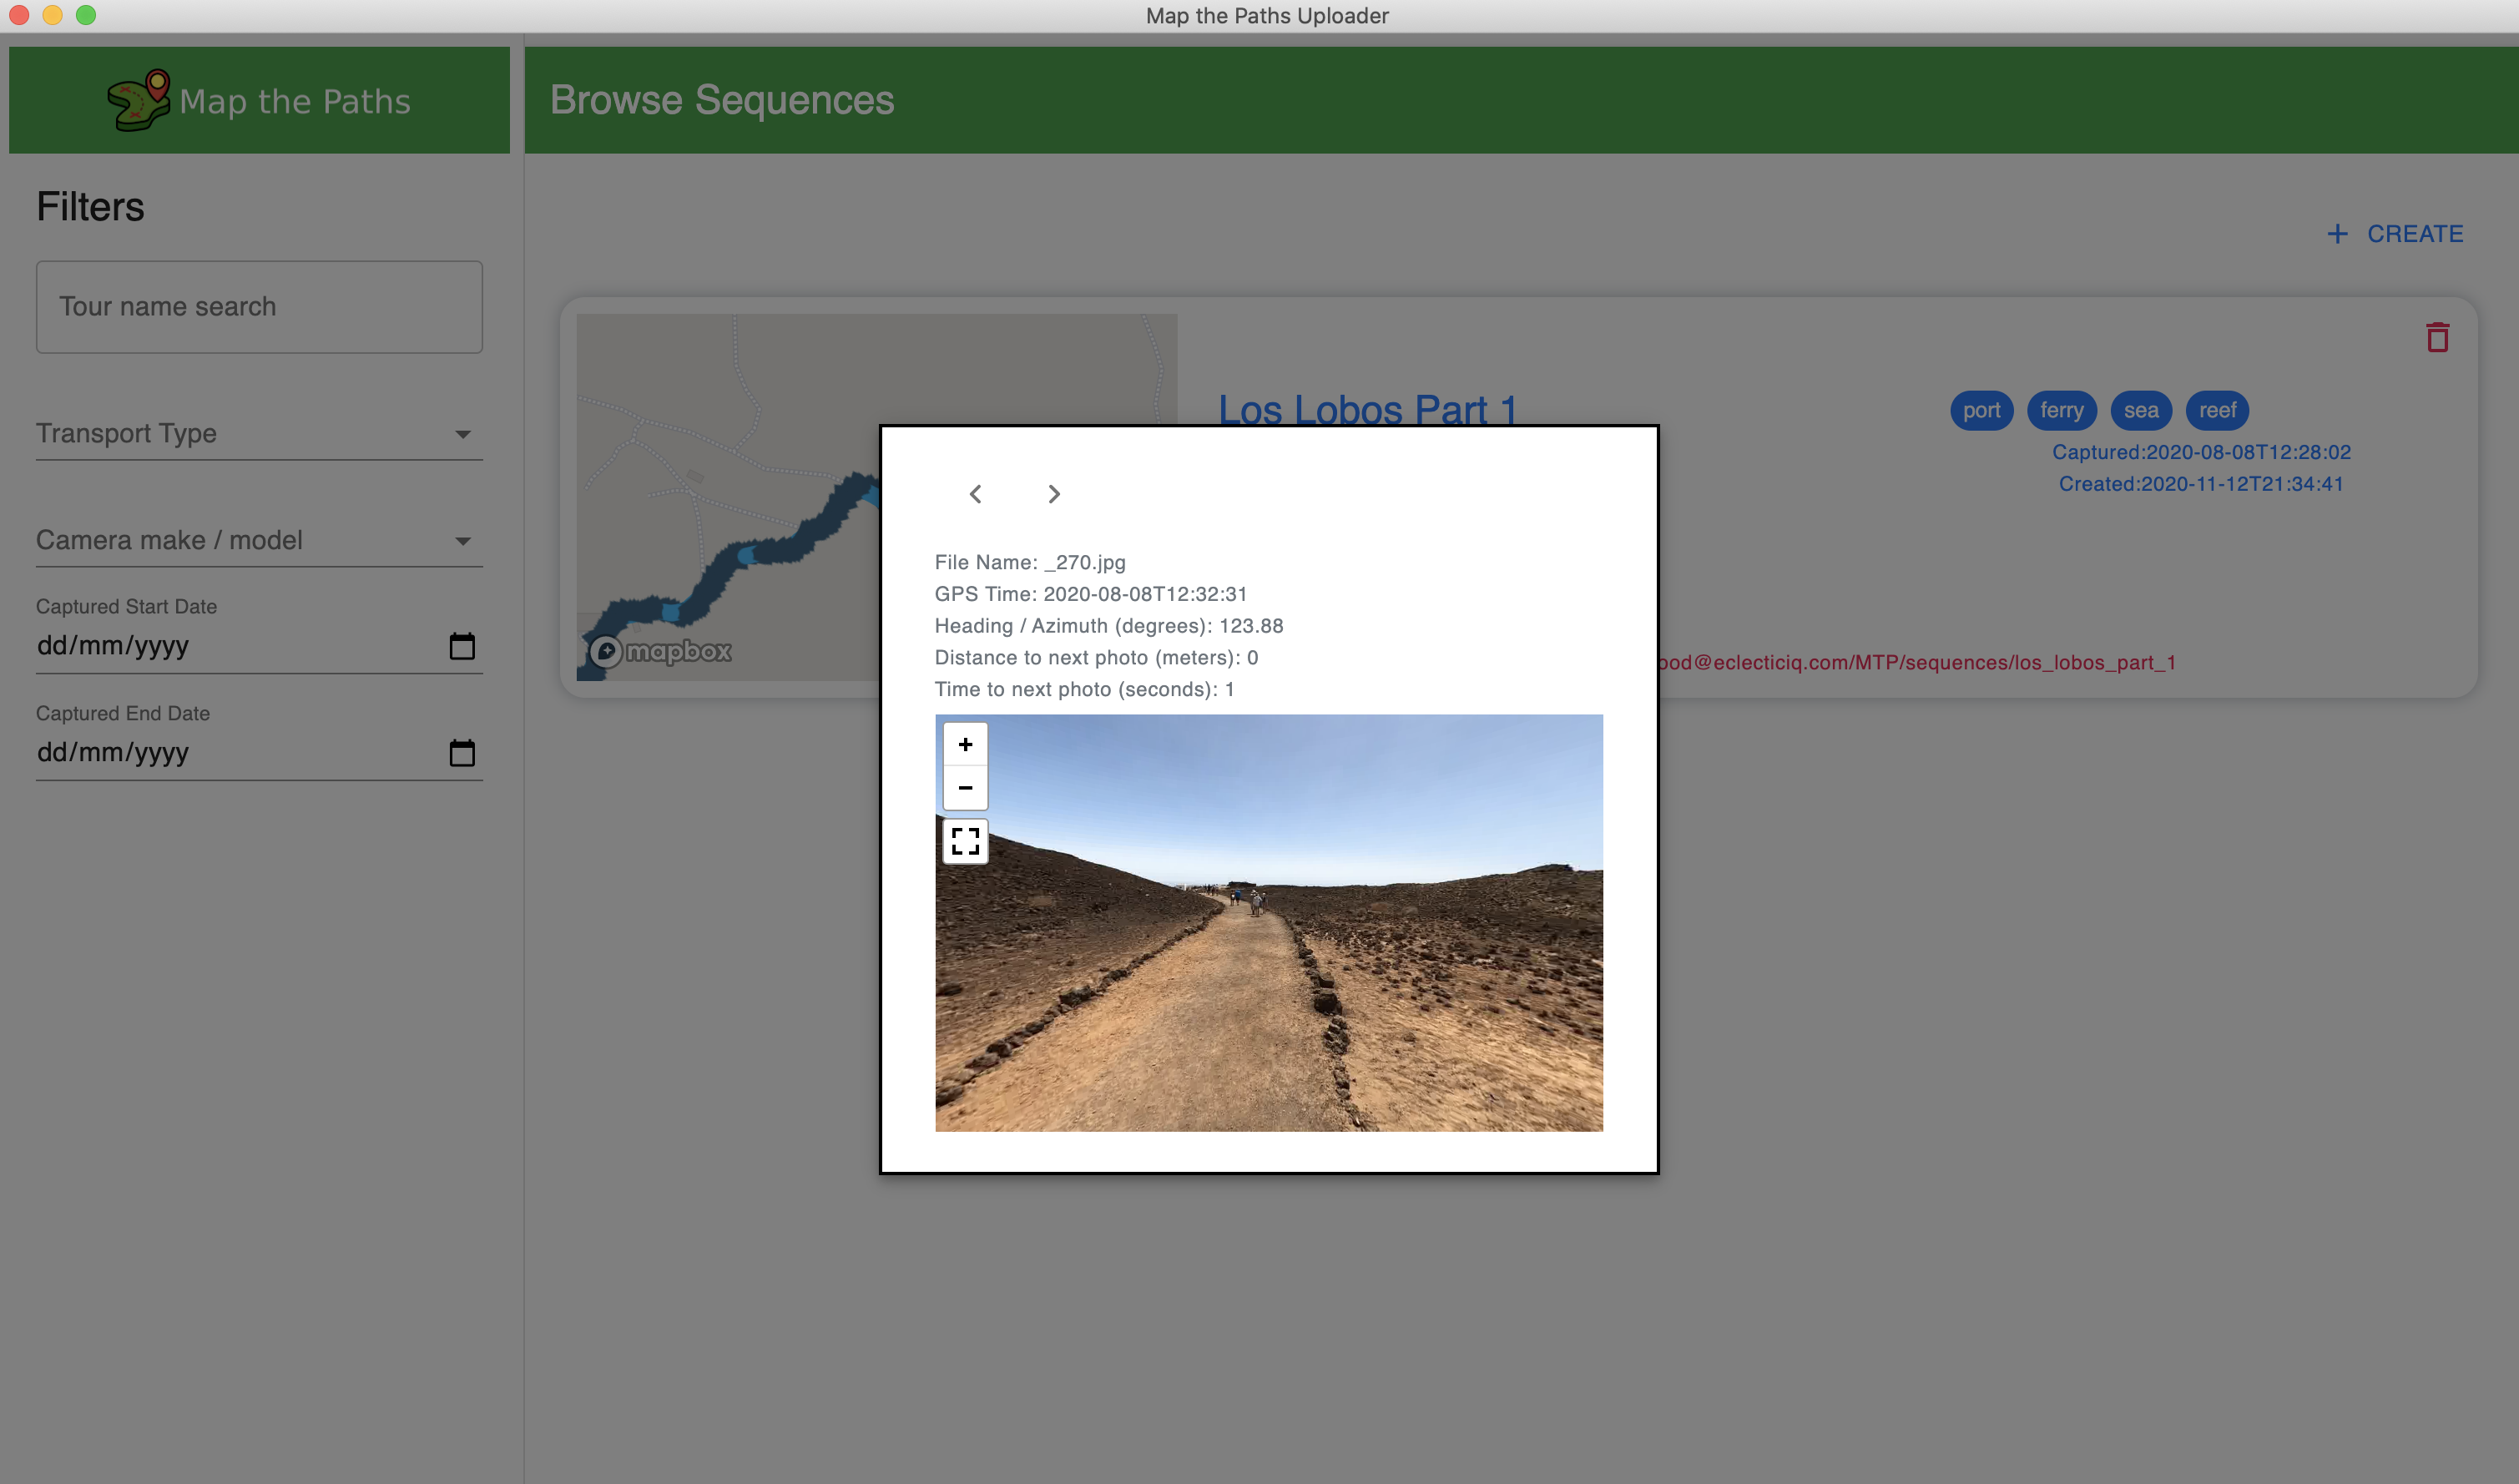 Map the Paths Uploader
Map the Paths
Browse Sequences
Filters
Tour name search
Transport Type
Camera make / model
Captured Start Date
dd/mm/yyyy
Captured End Date
dd/mm/yyyy
+ CREATE
Los Lobos Part 1
port ferry sea reef
Captured:2020-08-08T12:28:02
Created:2020-11-12T21:34:41
ood@eclecticiq.com/MTP/sequences/los_lobos_part_1
mapbox
File Name: _270.jpg
GPS Time: 2020-08-08T12:32:31
Heading / Azimuth (degrees): 123.88
Distance to next photo (meters): 0
Time to next photo (seconds): 1
+
−